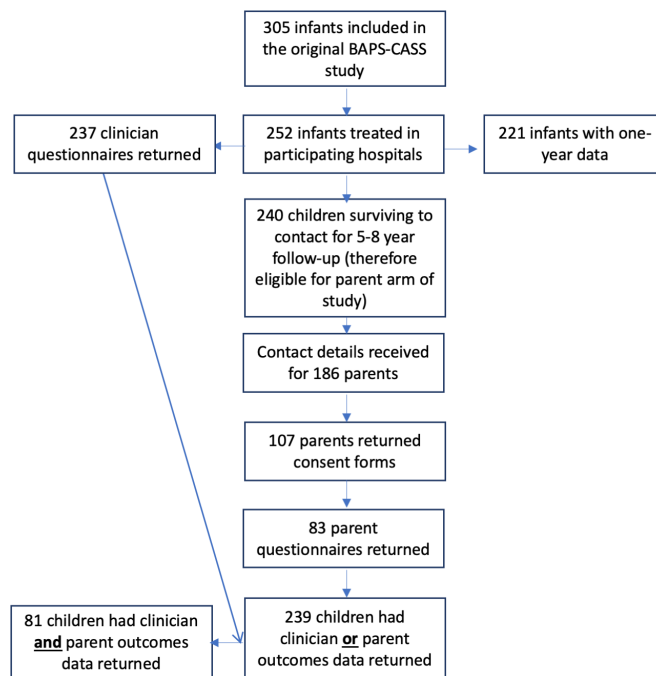 305 infants included in
the original BAPS-CASS
study
237 clinician
questionnaires returned
252 infants treated in
participating hospitals
221 infants with one-
year data
240 children surviving to
contact for 5-8 year
follow-up (therefore
eligible for parent arm of
study)
Contact details received
for 186 parents
107 parents returned
consent forms
83 parent
questionnaires returned
81 children had clinician
and parent outcomes
data returned
239 children had
clinician or parent
outcomes data returned